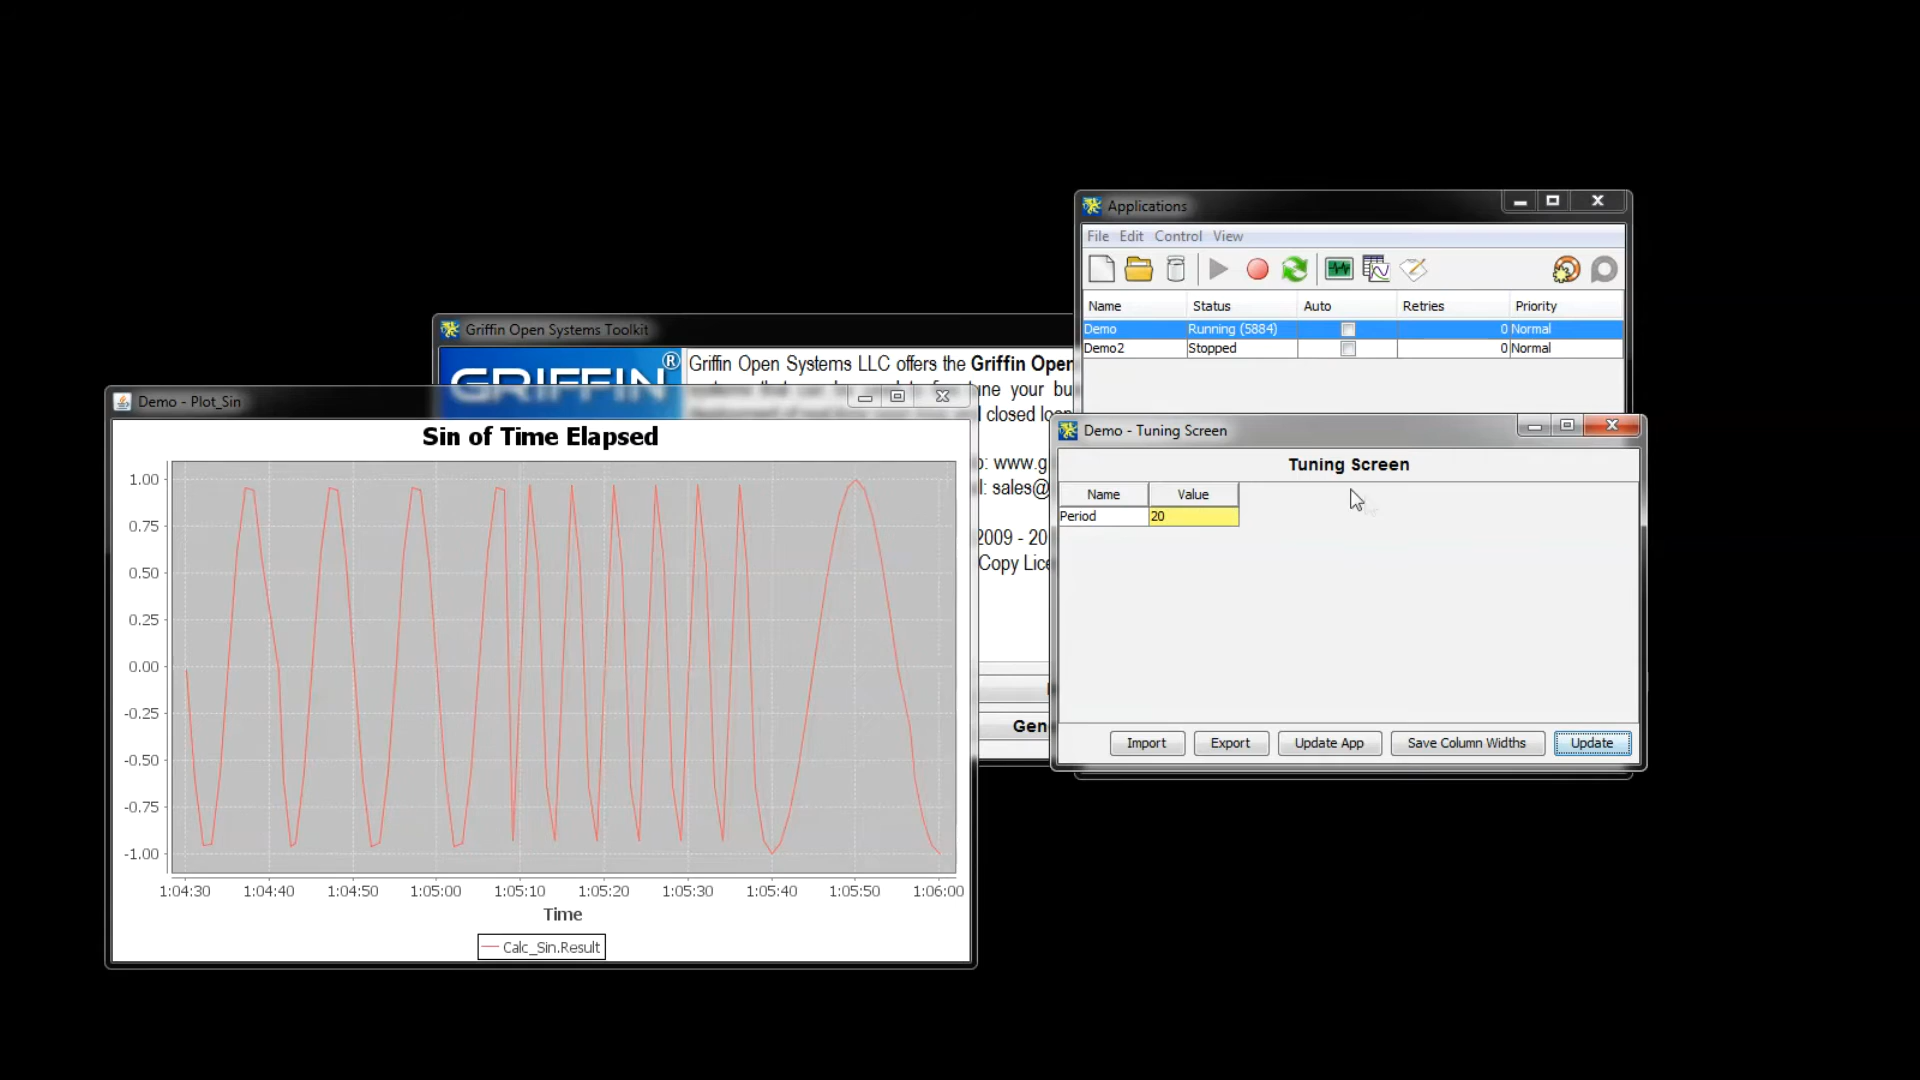 Applications
File Edit Control View
Name Status Auto Retries Priority
Demo Running (5884) 0 Normal
Demo2 Stopped 0 Normal
Griffin Open Systems Toolkit
GRIFFIN®
Griffin Open Systems LLC offers the Griffin Open
tune your bu
closed
www.g
sales@
2009 - 20
Copy
Gen
Demo - Plot_Sin
Sin of Time Elapsed
1.00
0.75
0.50
0.25
0.00
-0.25
-0.50
-0.75
-1.00
1:04:30 1:04:40 1:04:50 1:05:00 1:05:10 1:05:20 1:05:30 1:05:40 1:05:50 1:06:00
Time
Calc_Sin.Result
Demo - Tuning Screen
Tuning Screen
Name Value
Period 20
Import Export Update App Save Column Widths Update